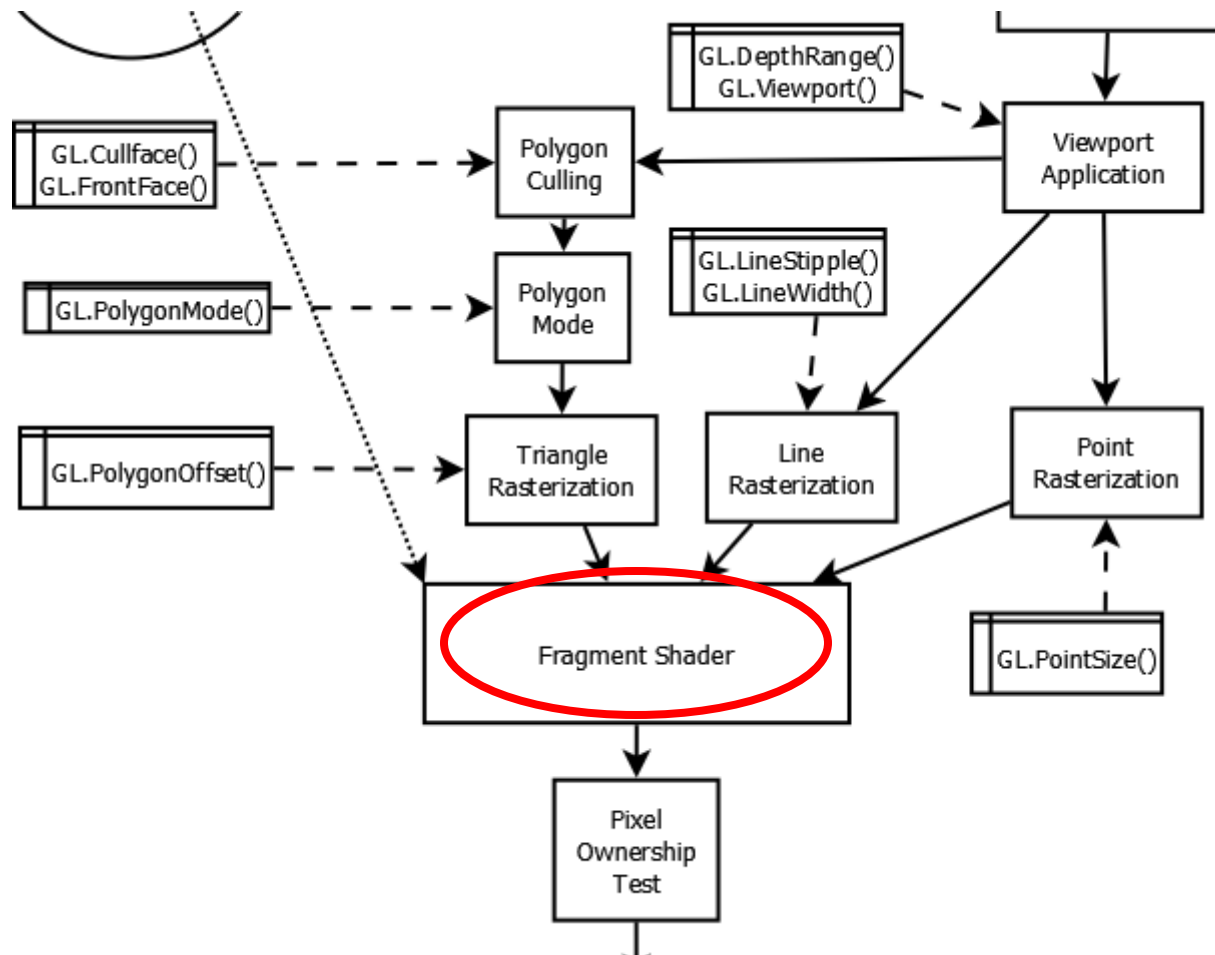 GL.DepthRange()
GL.Viewport()
Viewport
Application
GL.Cullface()
GL.FrontFace()
Polygon
Culling
GL.LineStipple()
GL.LineWidth()
GL.PolygonMode()
Polygon
Mode
GL.PolygonOffset()
Triangle
Rasterization
Line
Rasterization
Point
Rasterization
Fragment Shader
GL.PointSize()
Pixel
Ownership
Test